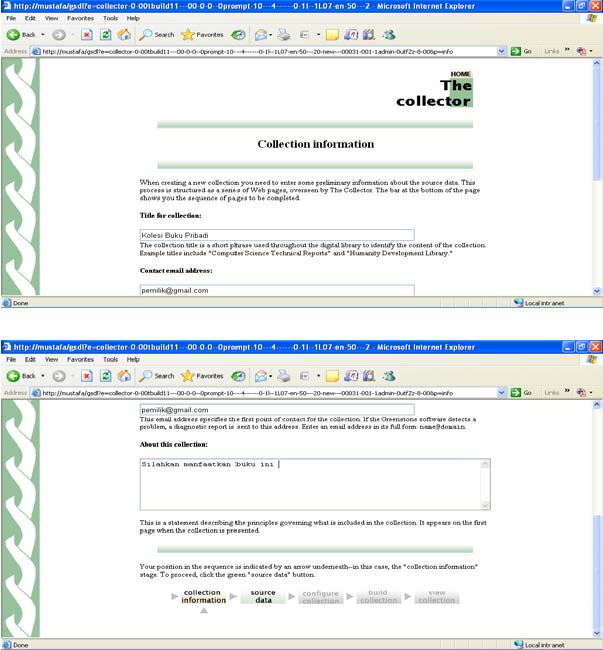 http://mustafa/gsdl?e=collector-0-00tbuild11---00-0-0--0prompt-10---4------0-1l--1L07-en-50---2 - Microsoft Internet Explorer
File Edit View Favorites Tools Help
Back Search Favorites
Address http://mustafa/gsdl?e=collector-0-00tbuild11---00-0-0--0prompt-10---4------0-1l--1L07-en-50---20-new---00031-001-1admin-0utfZz-8-00&p=info Go Links
HOME
The
collector
Collection information
When creating a new collection you need to enter some preliminary information about the source data. This
process is structured as a series of Web pages, overseen by The Collector. The bar at the bottom of the page
shows you the sequence of pages to be completed.
Title for collection:
Kolesi Buku Pribadi
The collection title is a short phrase used throughout the digital library to identify the content of the collection.
Example titles include "Computer Science Technical Reports" and "Humanity Development Library."
Contact email address:
pemilik@gmail.com
Done Local intranet
http://mustafa/gsdl?e=collector-0-00tbuild11---00-0-0--0prompt-10---4------0-1l--1L07-en-50---2 - Microsoft Internet Explorer
File Edit View Favorites Tools Help
Back Search Favorites
Address http://mustafa/gsdl?e=collector-0-00tbuild11---00-0-0--0prompt-10---4------0-1l--1L07-en-50---20-new---00031-001-1admin-0utfZz-8-00&p=info Go Links
pemilik@gmail.com
This email address specifies the first point of contact for the collection. If the Greenstone software detects a
problem, a diagnostic report is sent to this address. Enter an email address in its full form: name@domain.
About this collection:
Silahkan manfaatkan buku ini
This is a statement describing the principles governing what is included in the collection. It appears on the first
page when the collection is presented.
Your position in the sequence is indicated by an arrow underneath--in this case, the "collection information"
stage. To proceed, click the green "source data" button.
collection information source data configure collection build collection view collection
Done Local intranet